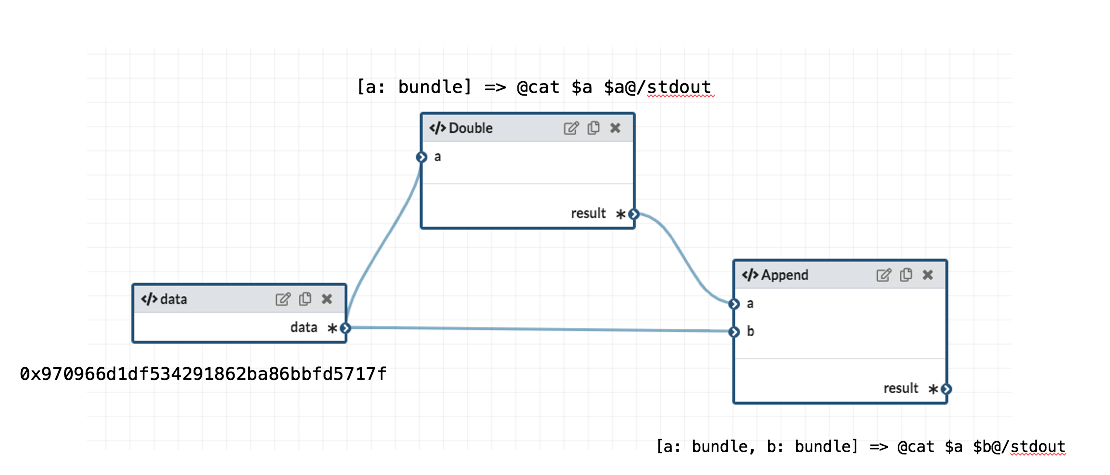 [a: bundle] => @cat $a $a@/stdout
</> Double
a
result *
</> data
data *
0x970966d1df534291862ba86bbfd5717f
</> Append
a
b
result *
[a: bundle, b: bundle] => @cat $a $b@/stdout